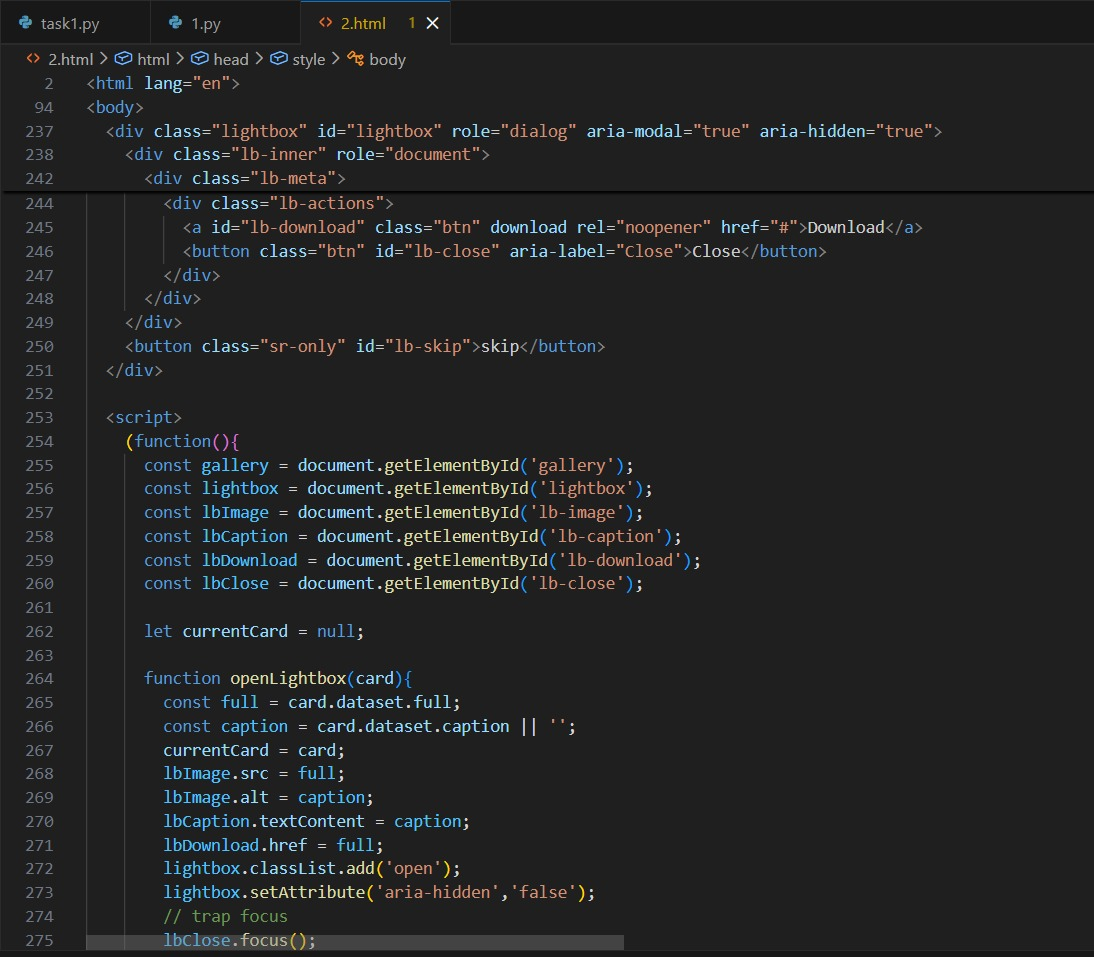 task1.py 1.py 2.html 1
2.html > html > head > style > body
2 <html lang="en">
94 <body>
237 <div class="lightbox" id="lightbox" role="dialog" aria-modal="true" aria-hidden="true">
238 <div class="lb-inner" role="document">
242 <div class="lb-meta">
244 <div class="lb-actions">
245 <a id="lb-download" class="btn" download rel="noopener" href="#">Download</a>
246 <button class="btn" id="lb-close" aria-label="Close">Close</button>
247 </div>
248 </div>
249 </div>
250 <button class="sr-only" id="lb-skip">skip</button>
251 </div>
252
253 <script>
254 (function(){
255 const gallery = document.getElementById('gallery');
256 const lightbox = document.getElementById('lightbox');
257 const lbImage = document.getElementById('lb-image');
258 const lbCaption = document.getElementById('lb-caption');
259 const lbDownload = document.getElementById('lb-download');
260 const lbClose = document.getElementById('lb-close');
261
262 let currentCard = null;
263
264 function openLightbox(card){
265 const full = card.dataset.full;
266 const caption = card.dataset.caption || '';
267 currentCard = card;
268 lbImage.src = full;
269 lbImage.alt = caption;
270 lbCaption.textContent = caption;
271 lbDownload.href = full;
272 lightbox.classList.add('open');
273 lightbox.setAttribute('aria-hidden','false');
274 // trap focus
275 lbClose.focus();